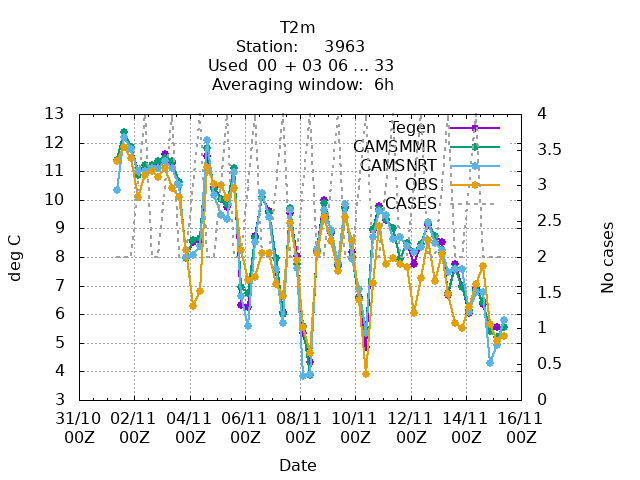 T2m
Station: 3963
Used 00 + 03 06 ... 33
Averaging window: 6h
13
12
11
10
9
8
7
6
5
4
3
deg C
4
3.5
3
2.5
2
1.5
1
0.5
0
No cases
Tegen
CAMSMMR
CAMSNRT
OBS
CASES
31/10 02/11 04/11 06/11 08/11 10/11 12/11 14/11 16/11
00Z 00Z 00Z 00Z 00Z 00Z 00Z 00Z 00Z
Date